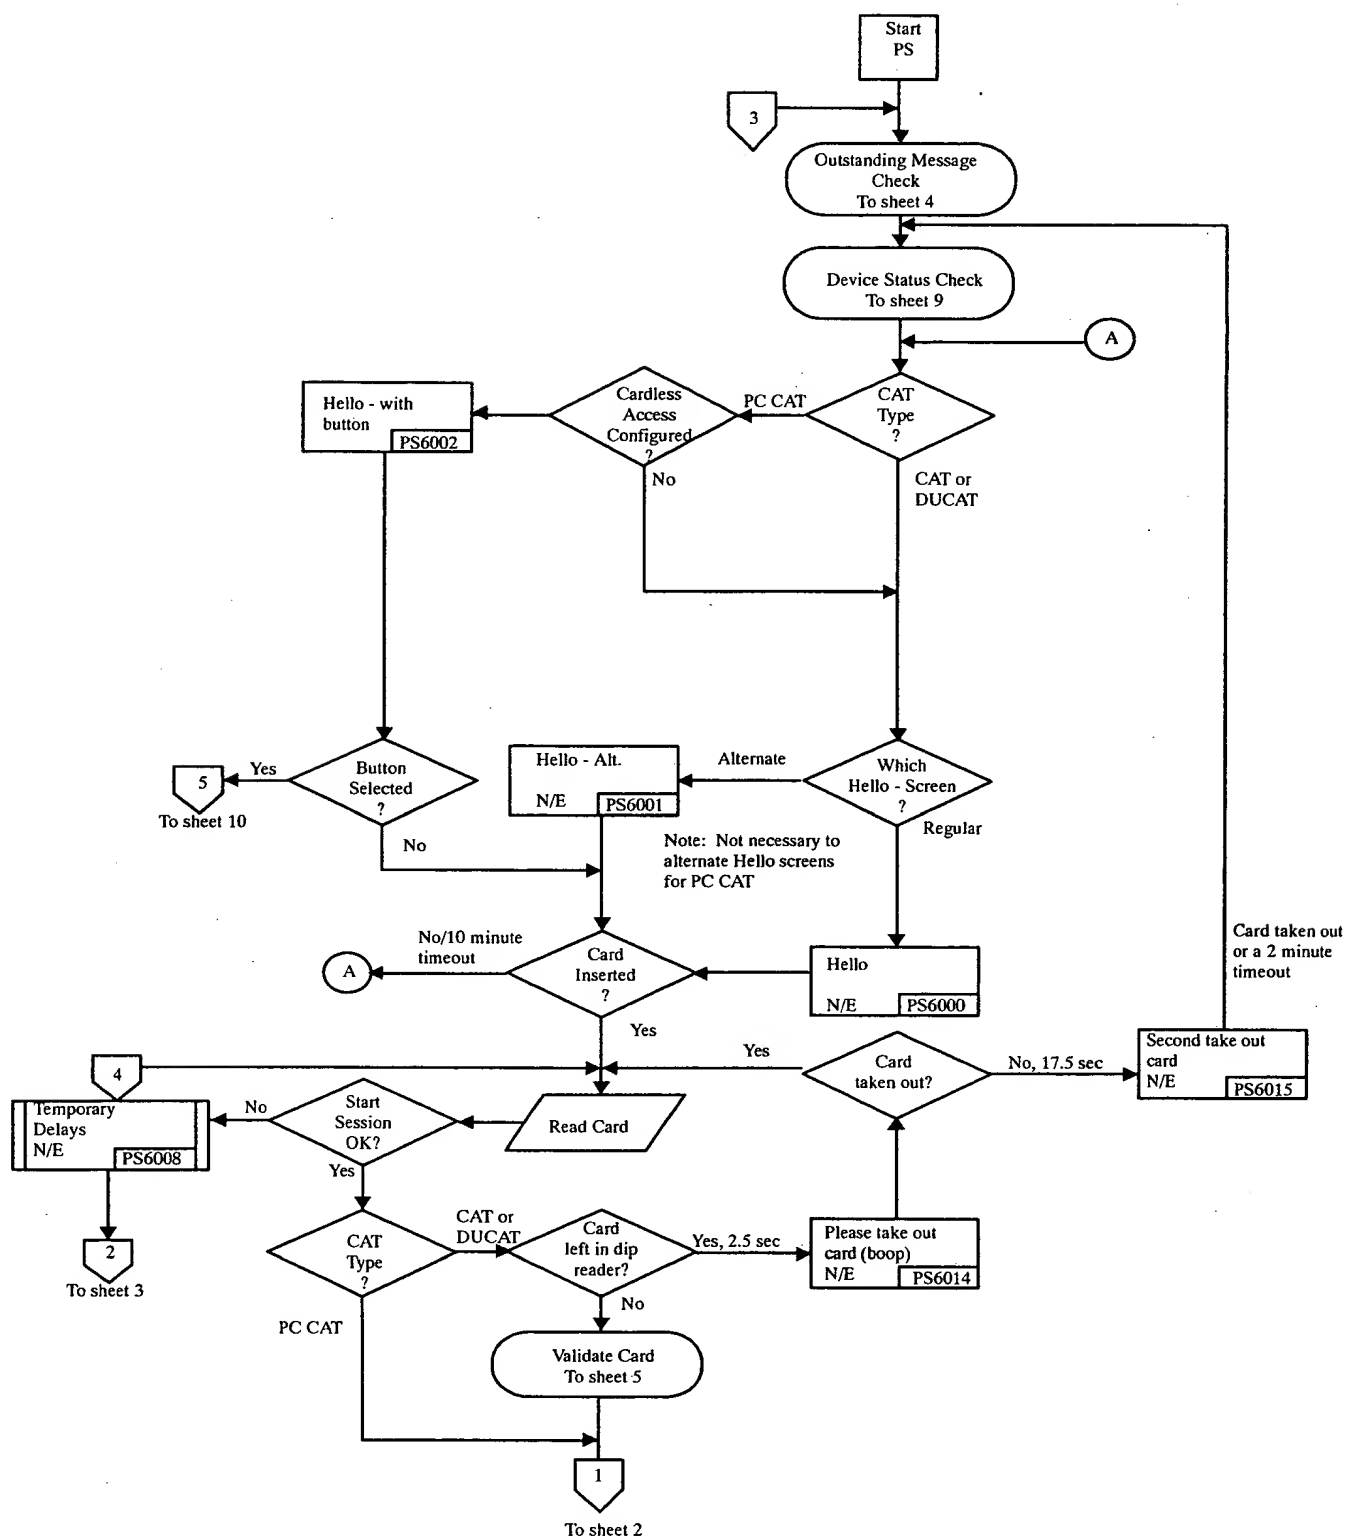 Start
PS
3
Outstanding Message
Check
To sheet 4
Device Status Check
To sheet 9
A
Hello - with
button
PS6002
Cardless
Access
Configured
?
PC CAT
CAT
Type
?
No
CAT or
DUCAT
5
To sheet 10
Yes
Button
Selected
?
No
Hello - Alt.
N/E
PS6001
Alternate
Which
Hello - Screen
?
Regular
Note: Not necessary to
alternate Hello screens
for PC CAT
A
No/10 minute
timeout
Card
Inserted
?
Yes
Hello
N/E
PS6000
Card taken out
or a 2 minute
timeout
4
Yes
Card
taken out?
No, 17.5 sec
Second take out
card
N/E
PS6015
Temporary
Delays
N/E
PS6008
No
Start
Session
OK?
Yes
Read Card
2
To sheet 3
CAT
Type
?
CAT or
DUCAT
Card
left in dip
reader?
Yes, 2.5 sec
Please take out
card (boop)
N/E
PS6014
PC CAT
No
Validate Card
To sheet 5
1
To sheet 2